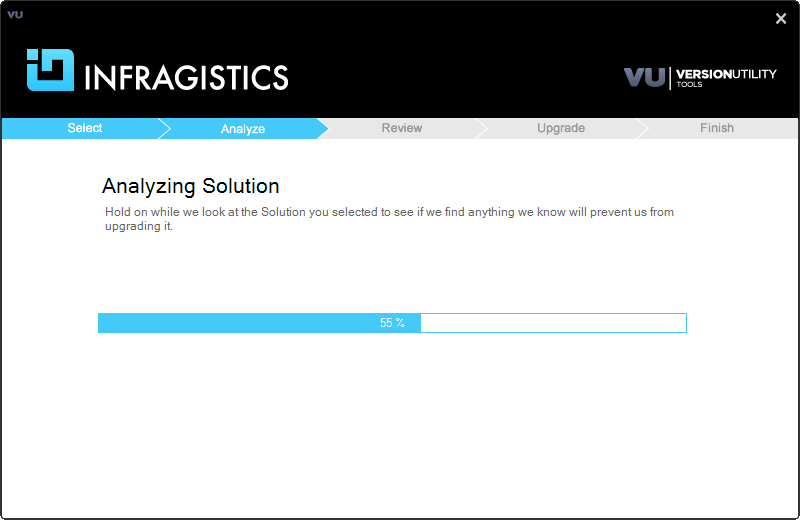 VU
INFRAGISTICS
VU VERSIONUTILITY
TOOLS
Select Analyze Review Upgrade Finish
Analyzing Solution
Hold on while we look at the Solution you selected to see if we find anything we know will prevent us from
upgrading it.
55 %